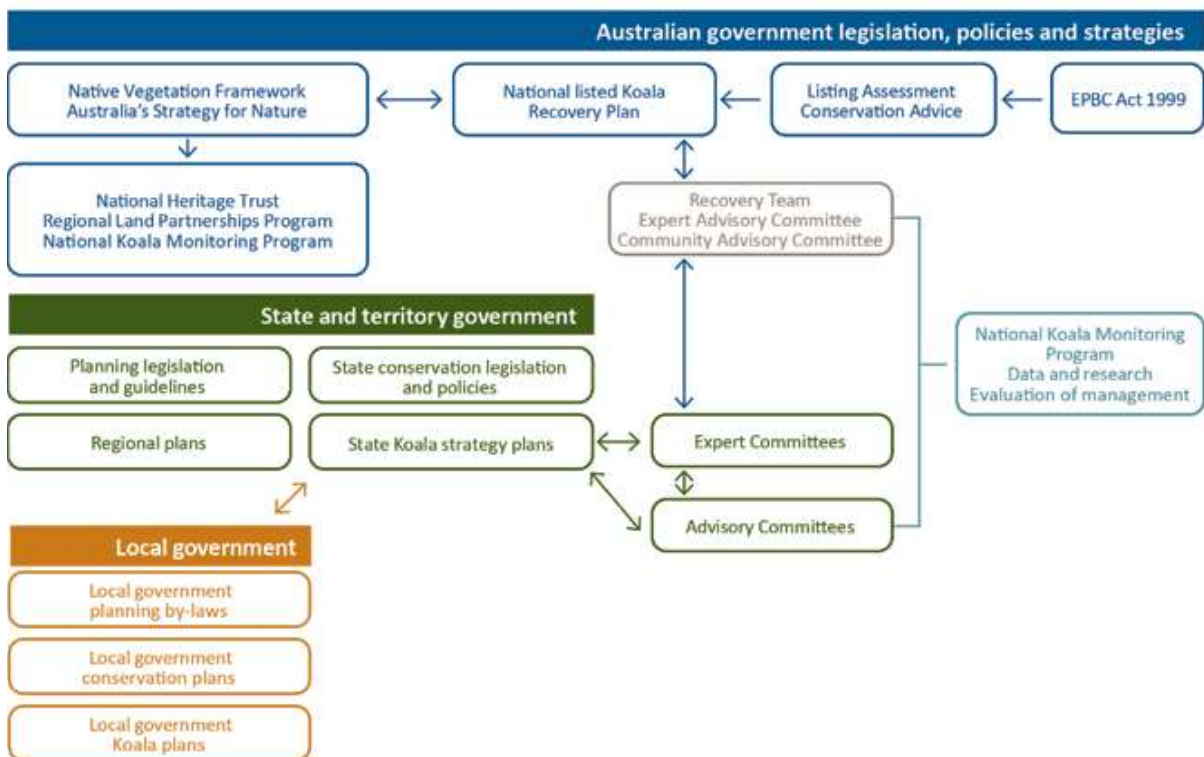 Australian government legislation, policies and strategies
Native Vegetation Framework
Australia's Strategy for Nature
National listed Koala
Recovery Plan
Listing Assessment
Conservation Advice
EPBC Act 1999
National Heritage Trust
Regional Land Partnerships Program
National Koala Monitoring Program
Recovery Team
Expert Advisory Committee
Community Advisory Committee
State and territory government
Planning legislation
and guidelines
State conservation legislation
and policies
Regional plans
State Koala strategy plans
Expert Committees
Advisory Committees
National Koala Monitoring
Program
Data and research
Evaluation of management
Local government
Local government
planning by-laws
Local government
conservation plans
Local government
Koala plans